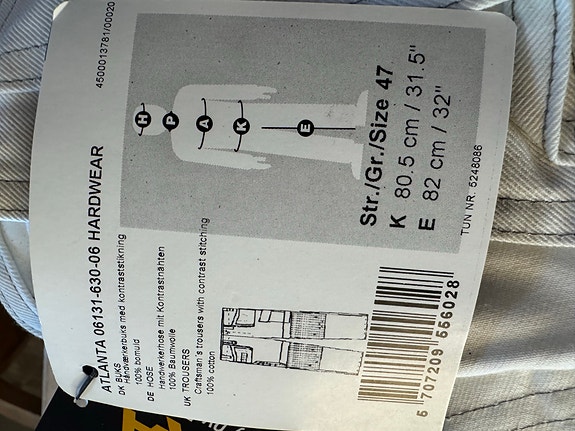 4500013781/00020
ATLANTA 06131-630-06 HARDWEAR
DK BUKS
Håndværkerbuks med kontraststikning
100% bomuld
DE HOSE
Handwerkerhose mit Kontrastnähten
100% Baumwolle
UK TROUSERS
Craftsman's trousers with contrast stitching
100% cotton
H
P
A
K
E
Str./Gr./Size 47
K 80.5 cm / 31.5"
E 82 cm / 32"
TUN NR. 5248086
5 707209 556028